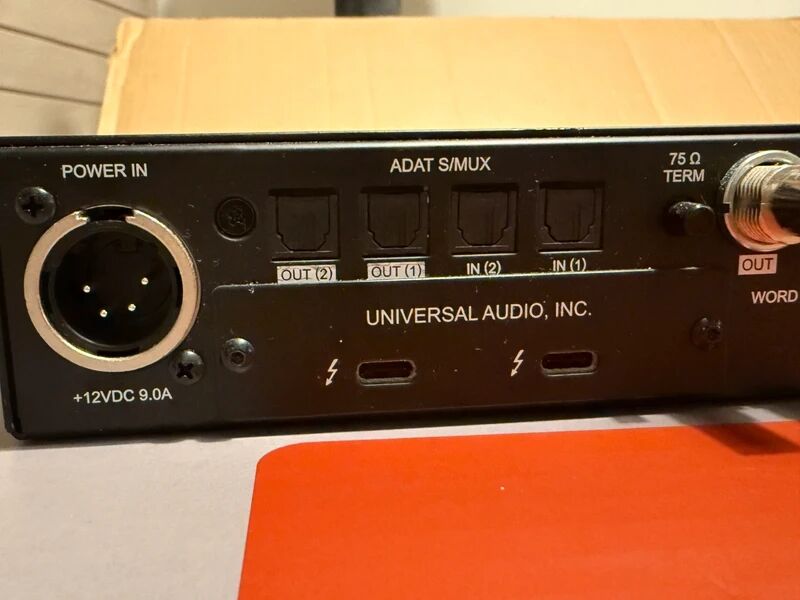 POWER IN
ADAT S/MUX
75 Ω
TERM
OUT (2)
OUT (1)
IN (2)
IN (1)
OUT
WORD
UNIVERSAL AUDIO, INC.
+12VDC 9.0A